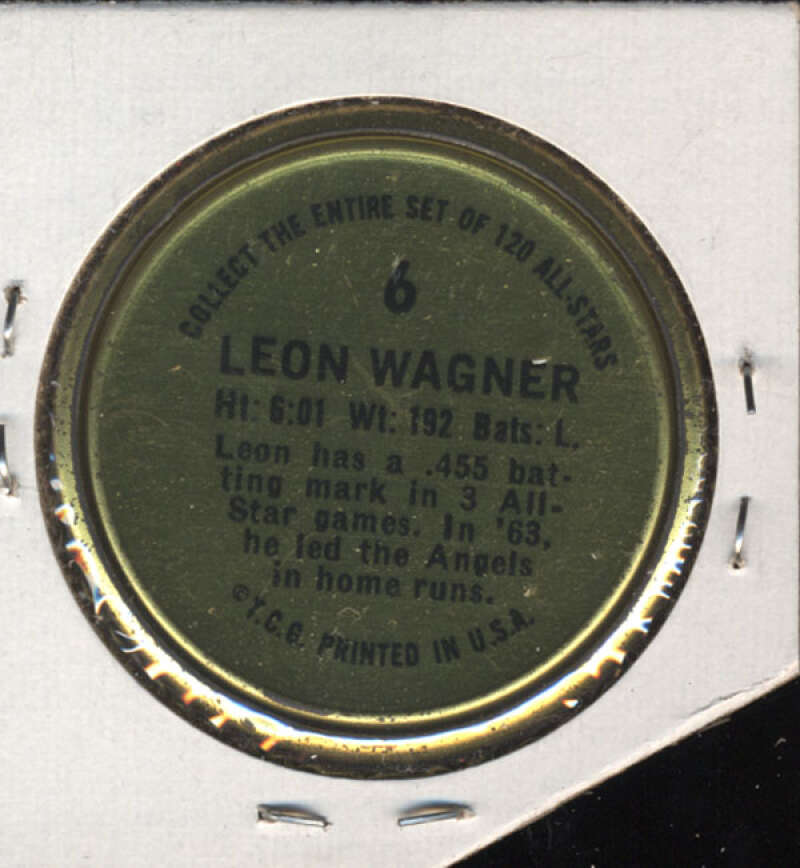 COLLECT THE ENTIRE SET OF 120 ALL-STARS
6
LEON WAGNER
Ht: 6:01 Wt: 192 Bats: L.
Leon has a .455 bat-
ting mark in 3 All-
Star games. In '63,
he led the Angels
in home runs.
©T.C.G. PRINTED IN U.S.A.